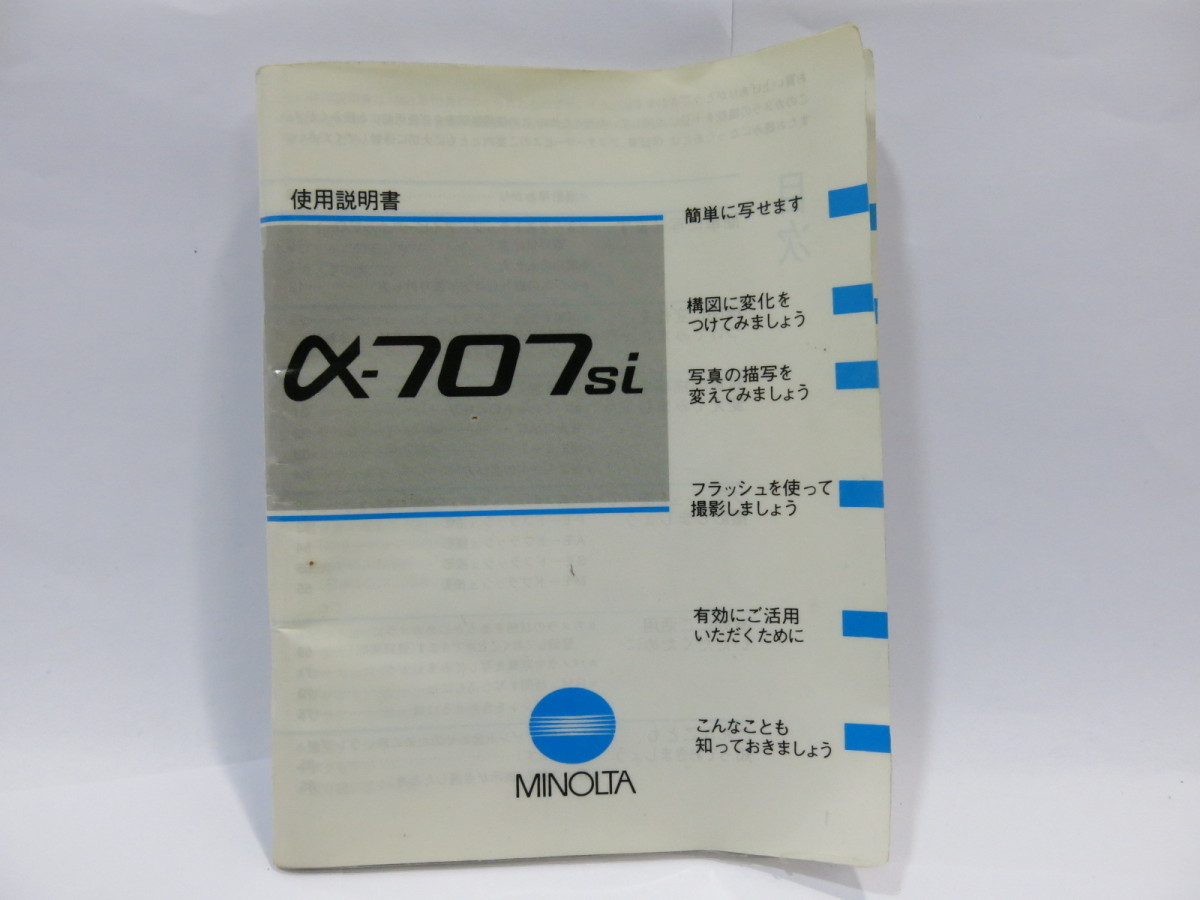 使用説明書
α-707si
簡単に写せます
構図に変化を
つけてみましょう
写真の描写を
変えてみましょう
フラッシュを使って
撮影しましょう
有効にご活用
いただくために
こんなことも
知っておきましょう
MINOLTA